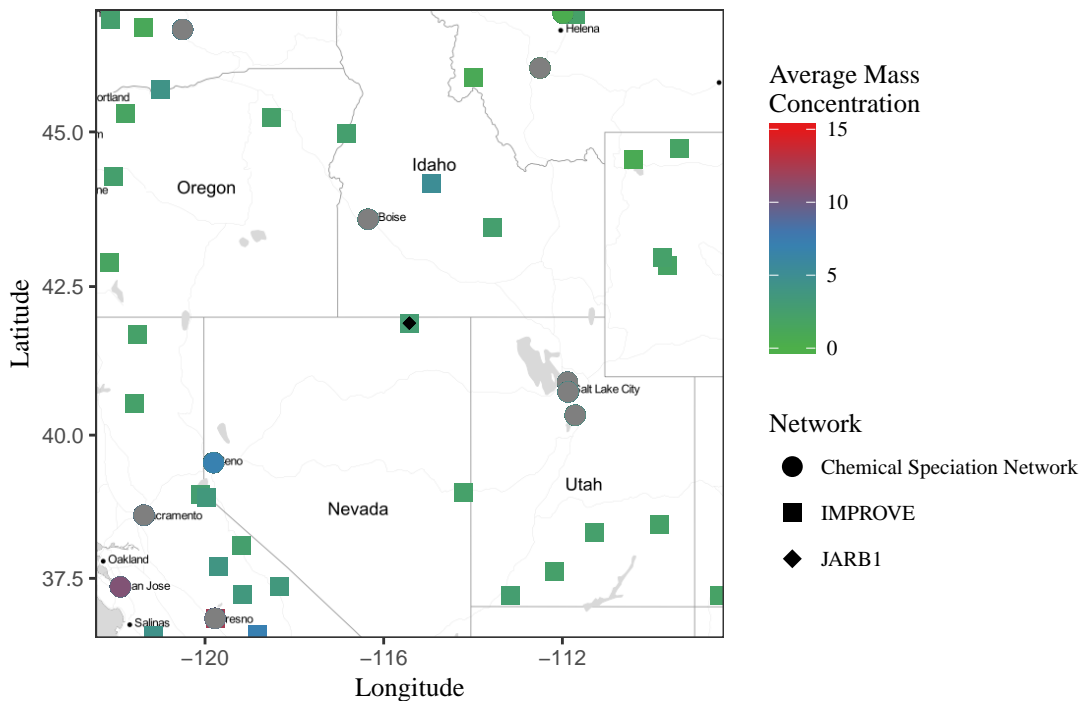 Helena
ortland
45.0
m
Idaho
Oregon
ne
Boise
42.5
Latitude
alt Lake City
40.0
eno
Utah
Nevada
cramento
Oakland
37.5
an Jose
Salinas
resno
−120
−116
−112
Longitude
Average Mass
Concentration
15
10
5
0
Network
Chemical Speciation Network
IMPROVE
JARB1